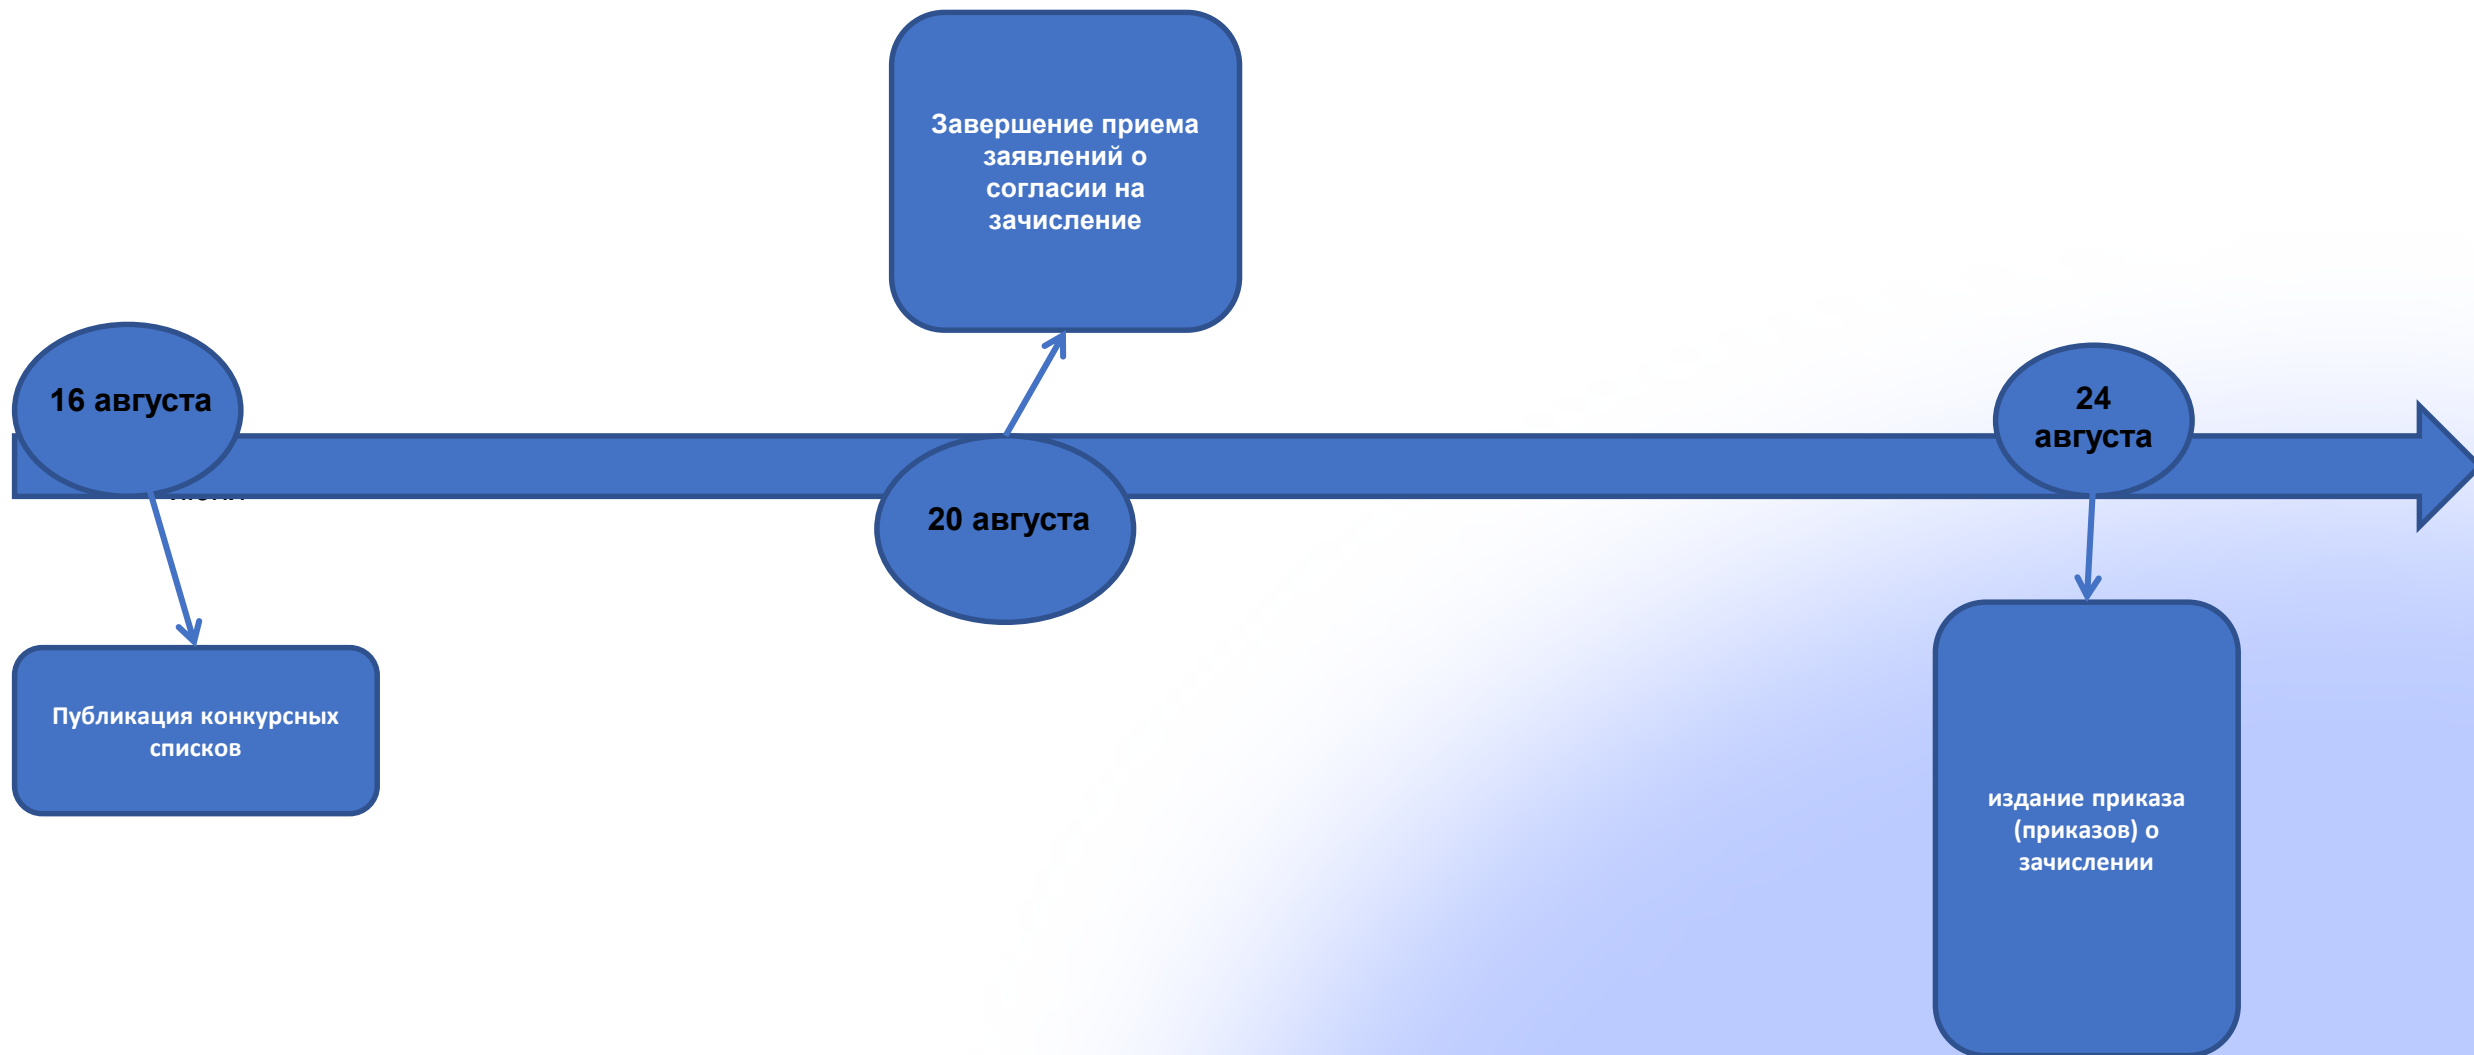 Завершение приема
заявлений о
согласии на
зачисление
16 августа
24
августа
20 августа
Публикация конкурсных
списков
издание приказа
(приказов) о
зачислении